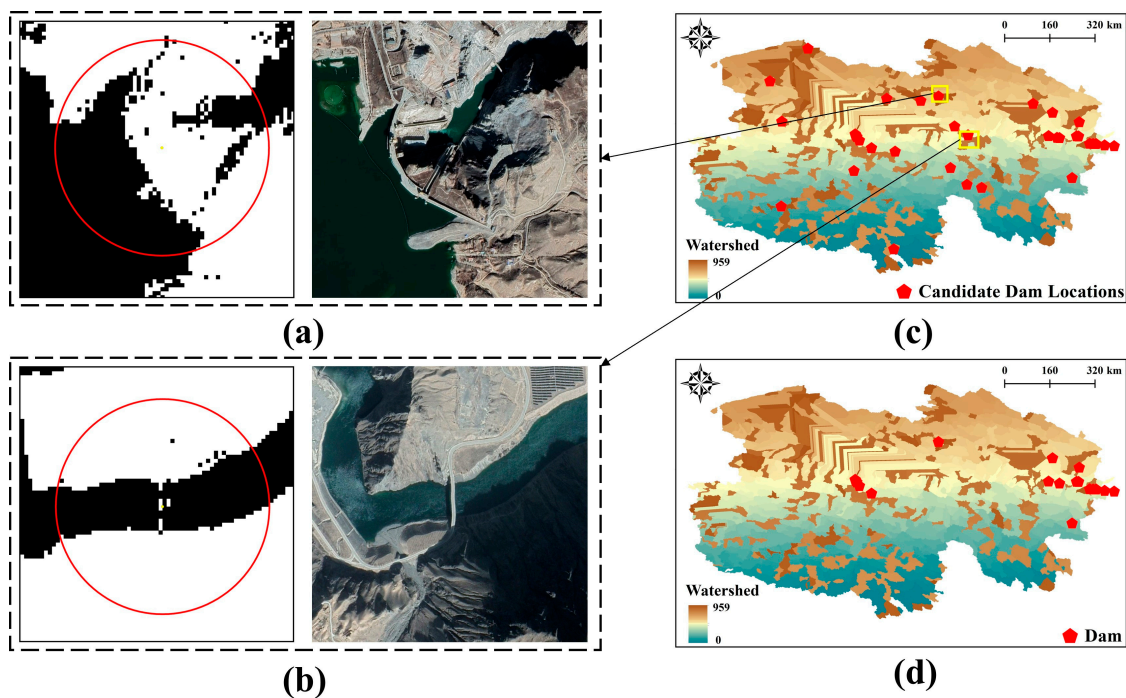 0 160 320 km
Watershed
959
0
Candidate Dam Locations
(a)
(c)
0 160 320 km
Watershed
959
0
Dam
(b)
(d)